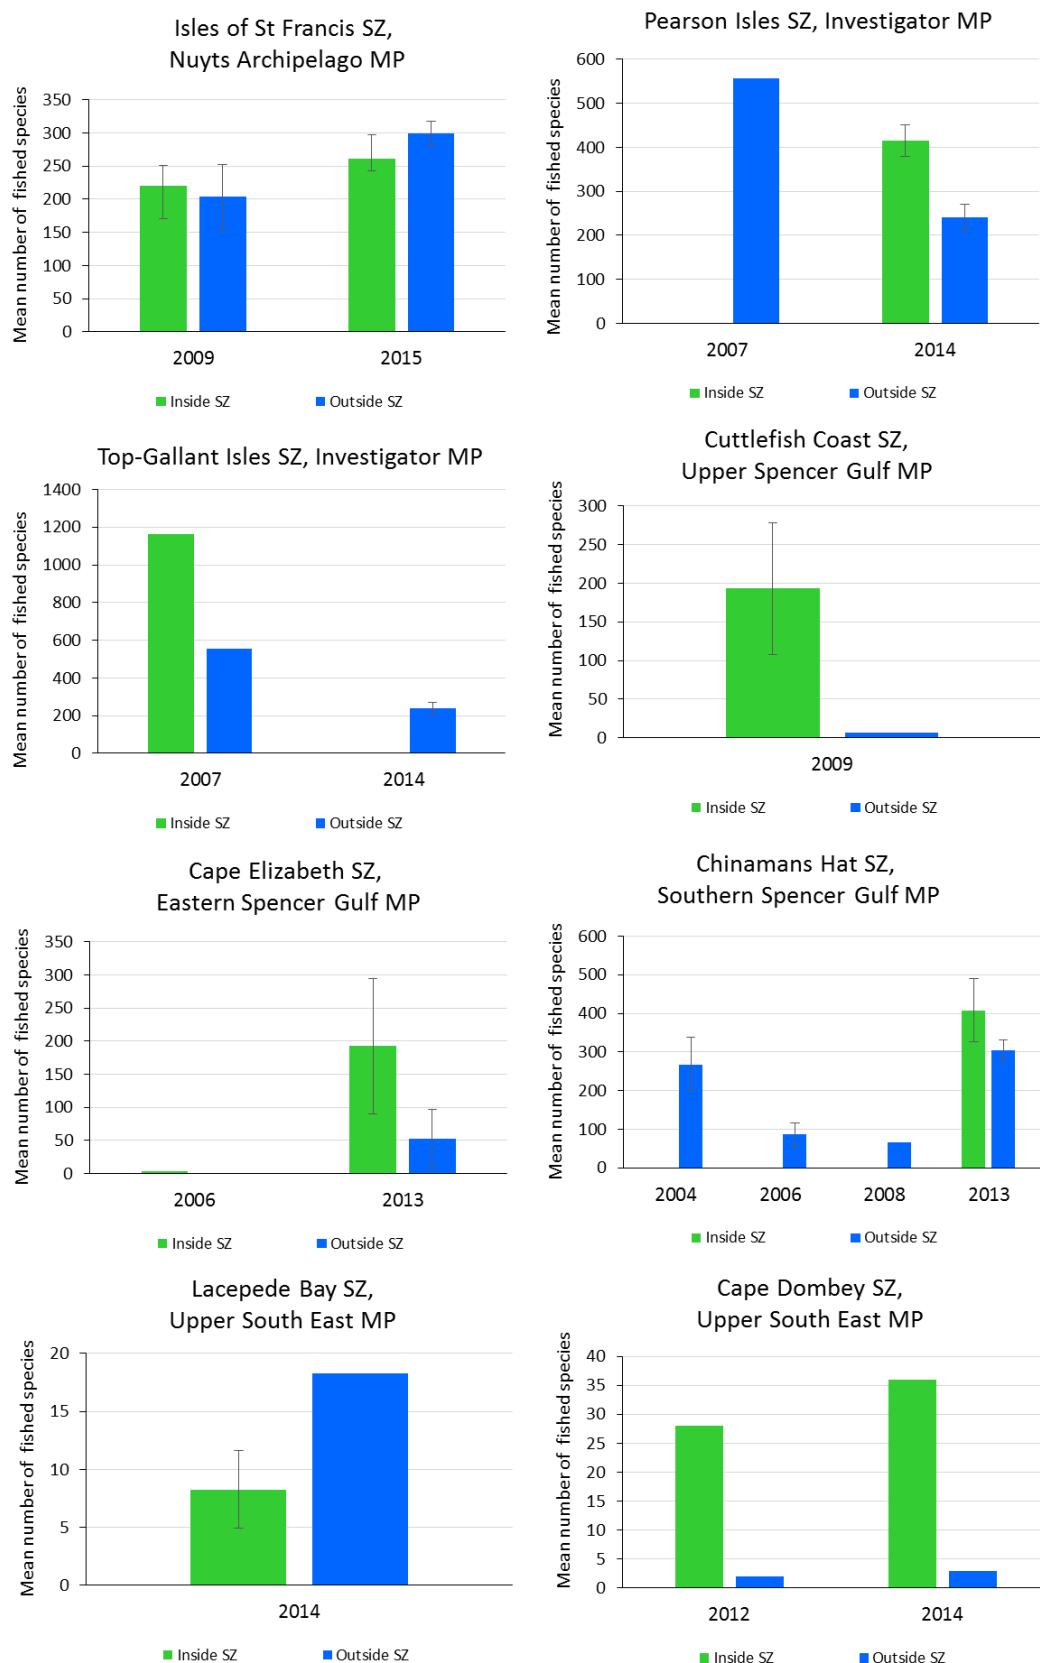 Isles of St Francis SZ,
Nuyts Archipelago MP
Mean number of fished species
350
300
250
200
150
100
50
0
2009 2015
Inside SZ Outside SZ
Pearson Isles SZ, Investigator MP
Mean number of fished species
600
500
400
300
200
100
0
2007 2014
Inside SZ Outside SZ
Top-Gallant Isles SZ, Investigator MP
Mean number of fished species
1400
1200
1000
800
600
400
200
0
2007 2014
Inside SZ Outside SZ
Cuttlefish Coast SZ,
Upper Spencer Gulf MP
Mean number of fished species
300
250
200
150
100
50
0
2009
Inside SZ Outside SZ
Cape Elizabeth SZ,
Eastern Spencer Gulf MP
Mean number of fished species
350
300
250
200
150
100
50
0
2006 2013
Inside SZ Outside SZ
Chinamans Hat SZ,
Southern Spencer Gulf MP
Mean number of fished species
600
500
400
300
200
100
0
2004 2006 2008 2013
Inside SZ Outside SZ
Lacepede Bay SZ,
Upper South East MP
Mean number of fished species
20
15
10
5
0
2014
Inside SZ Outside SZ
Cape Dombey SZ,
Upper South East MP
Mean number of fished species
40
35
30
25
20
15
10
5
0
2012 2014
Inside SZ Outside SZ